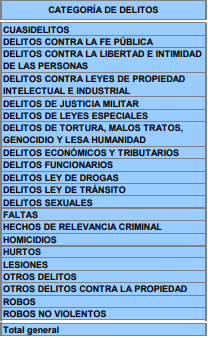 CATEGORÍA DE DELITOS
CUASIDELITOS
DELITOS CONTRA LA FE PÚBLICA
DELITOS CONTRA LA LIBERTAD E INTIMIDAD
DE LAS PERSONAS
DELITOS CONTRA LEYES DE PROPIEDAD
INTELECTUAL E INDUSTRIAL
DELITOS DE JUSTICIA MILITAR
DELITOS DE LEYES ESPECIALES
DELITOS DE TORTURA, MALOS TRATOS,
GENOCIDIO Y LESA HUMANIDAD
DELITOS ECONÓMICOS Y TRIBUTARIOS
DELITOS FUNCIONARIOS
DELITOS LEY DE DROGAS
DELITOS LEY DE TRÁNSITO
DELITOS SEXUALES
FALTAS
HECHOS DE RELEVANCIA CRIMINAL
HOMICIDIOS
HURTOS
LESIONES
OTROS DELITOS
OTROS DELITOS CONTRA LA PROPIEDAD
ROBOS
ROBOS NO VIOLENTOS
Total general